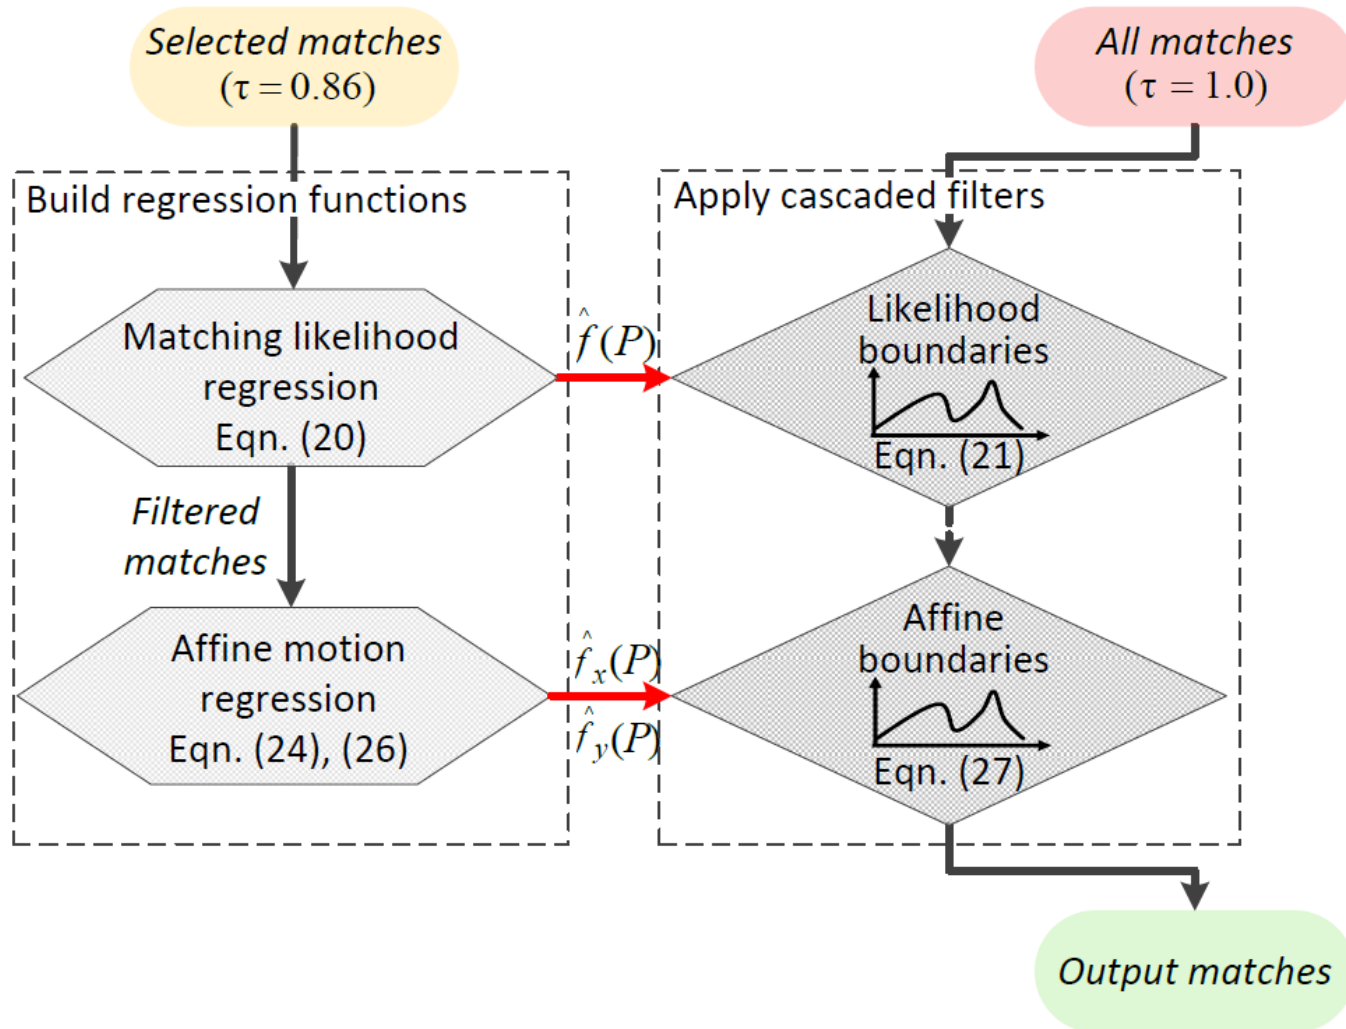 Selected matches
(τ = 0.86)
All matches
(τ = 1.0)
Build regression functions
Apply cascaded filters
Matching likelihood
regression
Eqn. (20)
f̂(P)
Likelihood
boundaries
Eqn. (21)
Filtered
matches
Affine motion
regression
Eqn. (24), (26)
f̂x(P)
f̂y(P)
Affine
boundaries
Eqn. (27)
Output matches